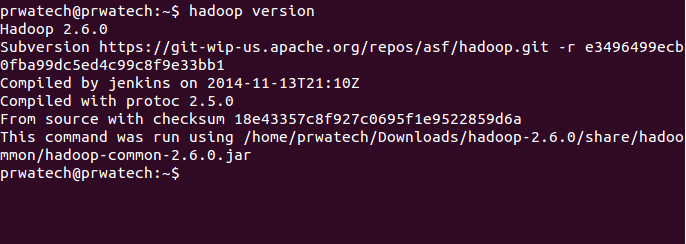 prwatech@prwatech:~$ hadoop version
Hadoop 2.6.0
Subversion https://git-wip-us.apache.org/repos/asf/hadoop.git -r e3496499ecb
0fba99dc5ed4c99c8f9e33bb1
Compiled by jenkins on 2014-11-13T21:10Z
Compiled with protoc 2.5.0
From source with checksum 18e43357c8f927c0695f1e9522859d6a
This command was run using /home/prwatech/Downloads/hadoop-2.6.0/share/hadoo
mmon/hadoop-common-2.6.0.jar
prwatech@prwatech:~$